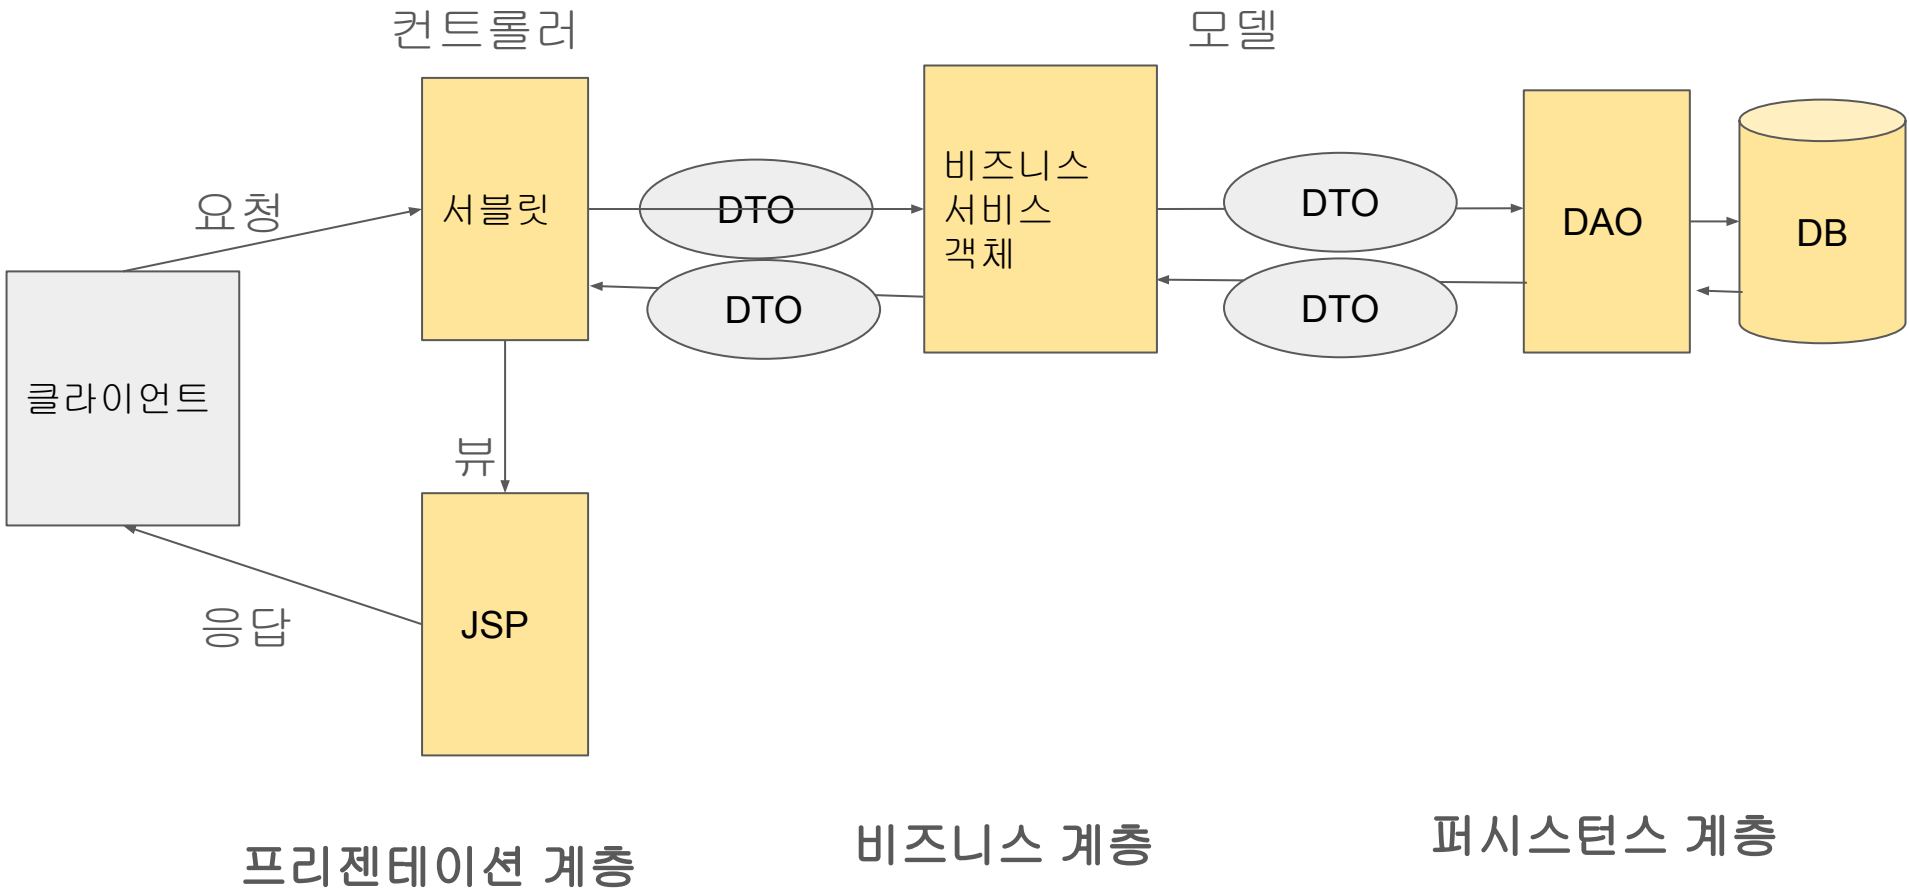 컨트롤러
모델
요청
서블릿
DTO
DTO
비즈니스
서비스
객체
DTO
DTO
DAO
DB
클라이언트
뷰
응답
JSP
프리젠테이션 계층
비즈니스 계층
퍼시스턴스 계층